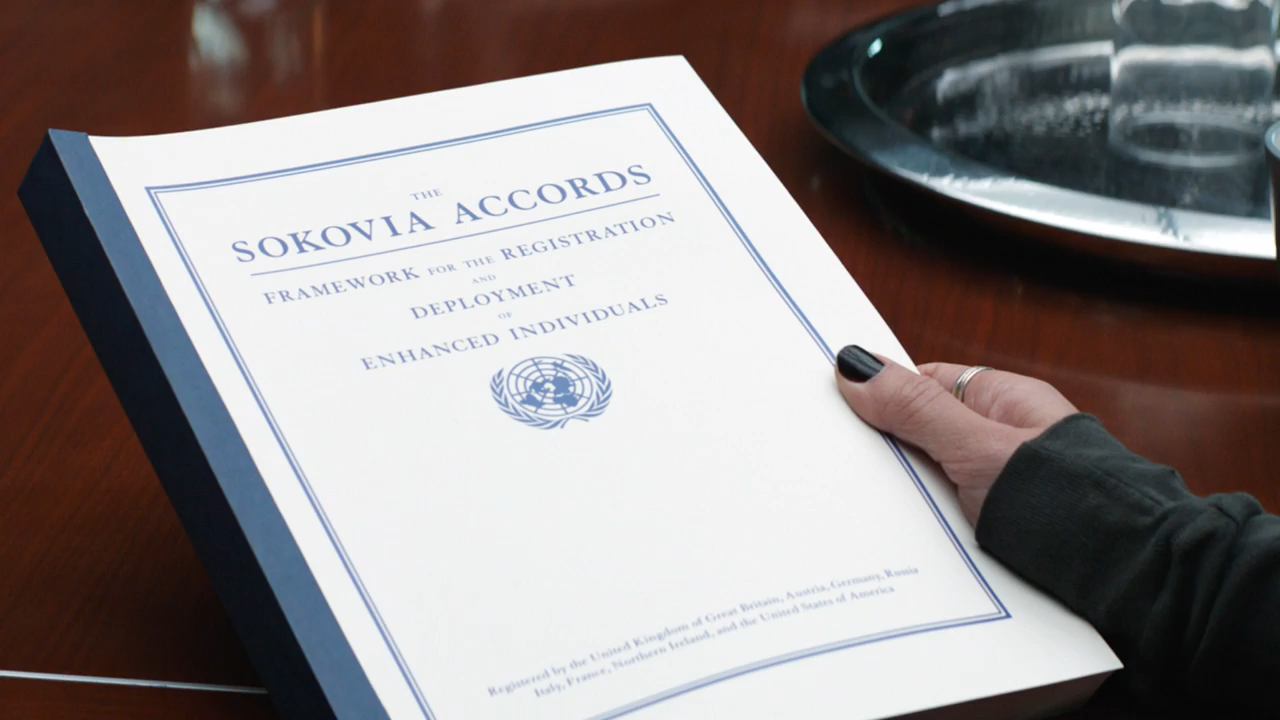 THE
SOKOVIA ACCORDS
FRAMEWORK FOR THE REGISTRATION
AND
DEPLOYMENT
OF
ENHANCED INDIVIDUALS
Registered by the United Kingdom of Great Britain, Austria, Germany, Russia
Italy, France, Northern Ireland, and the United States of America